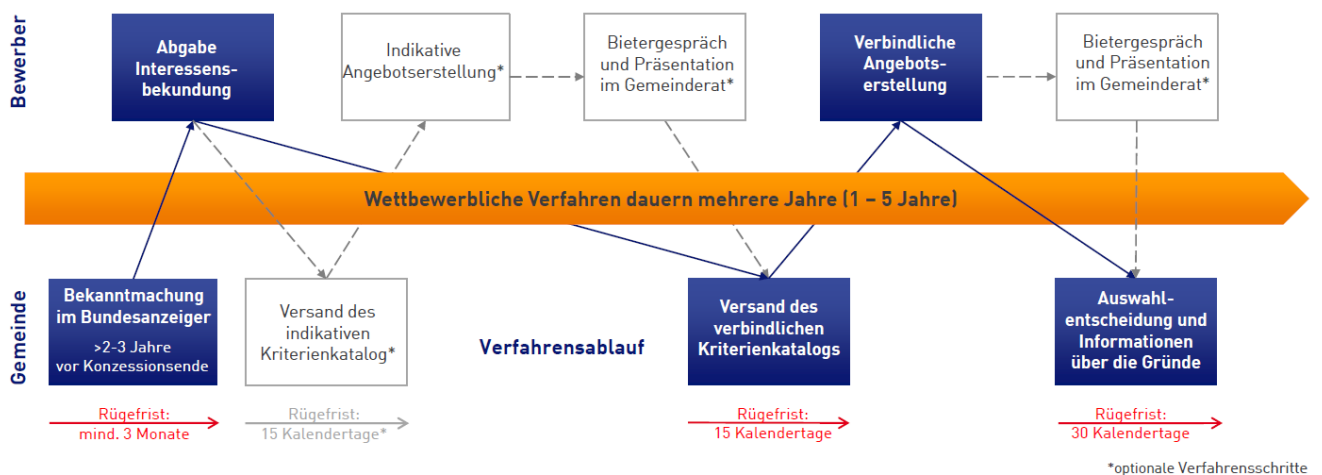 Bewerber
Abgabe
Interessens-
bekundung
Indikative
Angebotserstellung*
Bietergespräch
und Präsentation
im Gemeinderat*
Verbindliche
Angebots-
erstellung
Bietergespräch
und Präsentation
im Gemeinderat*
Wettbewerbliche Verfahren dauern mehrere Jahre (1 – 5 Jahre)
Gemeinde
Bekanntmachung
im Bundesanzeiger
>2-3 Jahre
vor Konzessionsende
Versand des
indikativen
Kriterienkatalog*
Verfahrensablauf
Versand des
verbindlichen
Kriterienkatalogs
Auswahl-
entscheidung und
Informationen
über die Gründe
Rügefrist:
mind. 3 Monate
Rügefrist:
15 Kalendertage*
Rügefrist:
15 Kalendertage
Rügefrist:
30 Kalendertage
*optionale Verfahrensschritte